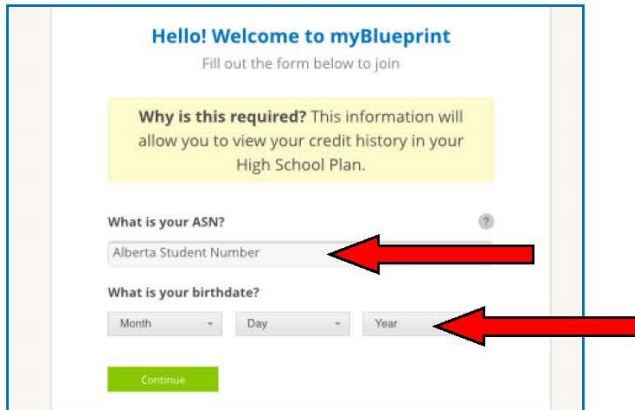 Hello! Welcome to myBlueprint
Fill out the form below to join
Why is this required? This information will
allow you to view your credit history in your
High School Plan.
What is your ASN? ?
Alberta Student Number
What is your birthdate?
Month Day Year
Continue